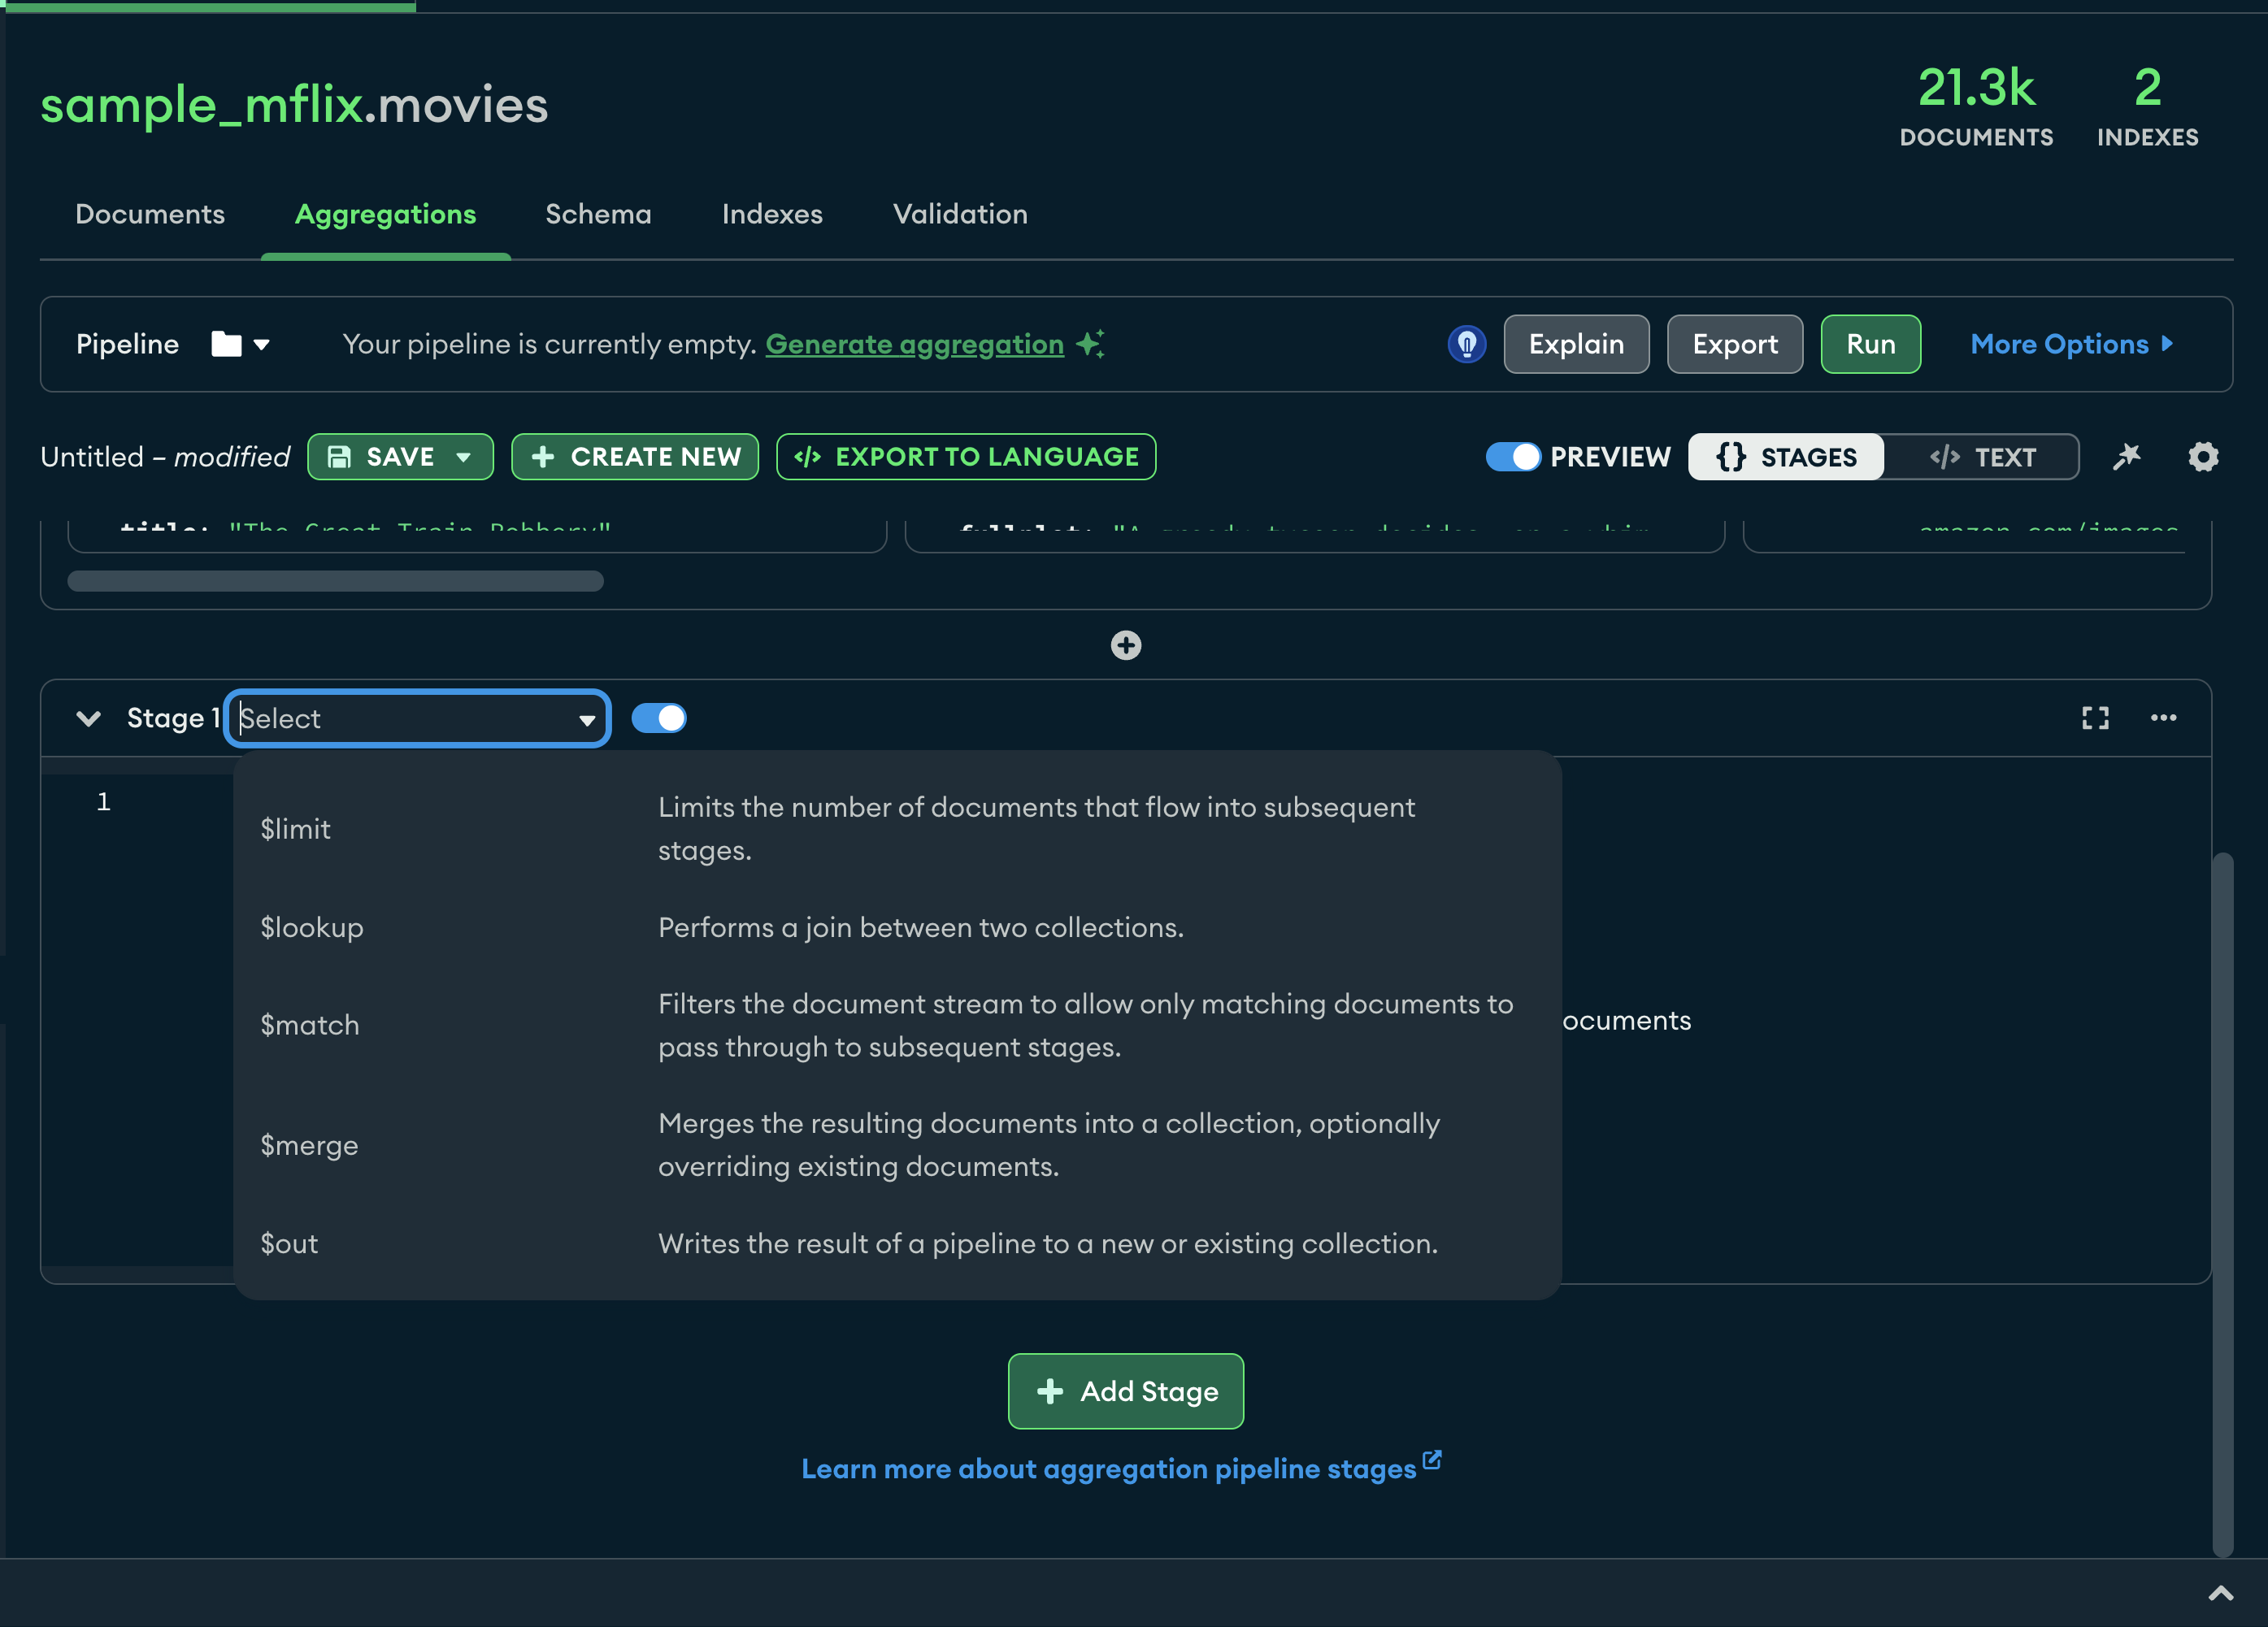 sample_mflix.movies
21.3k
DOCUMENTS
2
INDEXES
Documents Aggregations Schema Indexes Validation
Pipeline Your pipeline is currently empty. Generate aggregation Explain Export Run More Options
Untitled – modified SAVE CREATE NEW </> EXPORT TO LANGUAGE PREVIEW {} STAGES </> TEXT
title: "The Great Train Robbery"
fullplot: "A greedy tycoon decides, on a whim
amazon.com/images
Stage 1 Select
1
$limit
Limits the number of documents that flow into subsequent
stages.
$lookup
Performs a join between two collections.
$match
Filters the document stream to allow only matching documents to
pass through to subsequent stages.
ocuments
$merge
Merges the resulting documents into a collection, optionally
overriding existing documents.
$out
Writes the result of a pipeline to a new or existing collection.
Add Stage
Learn more about aggregation pipeline stages